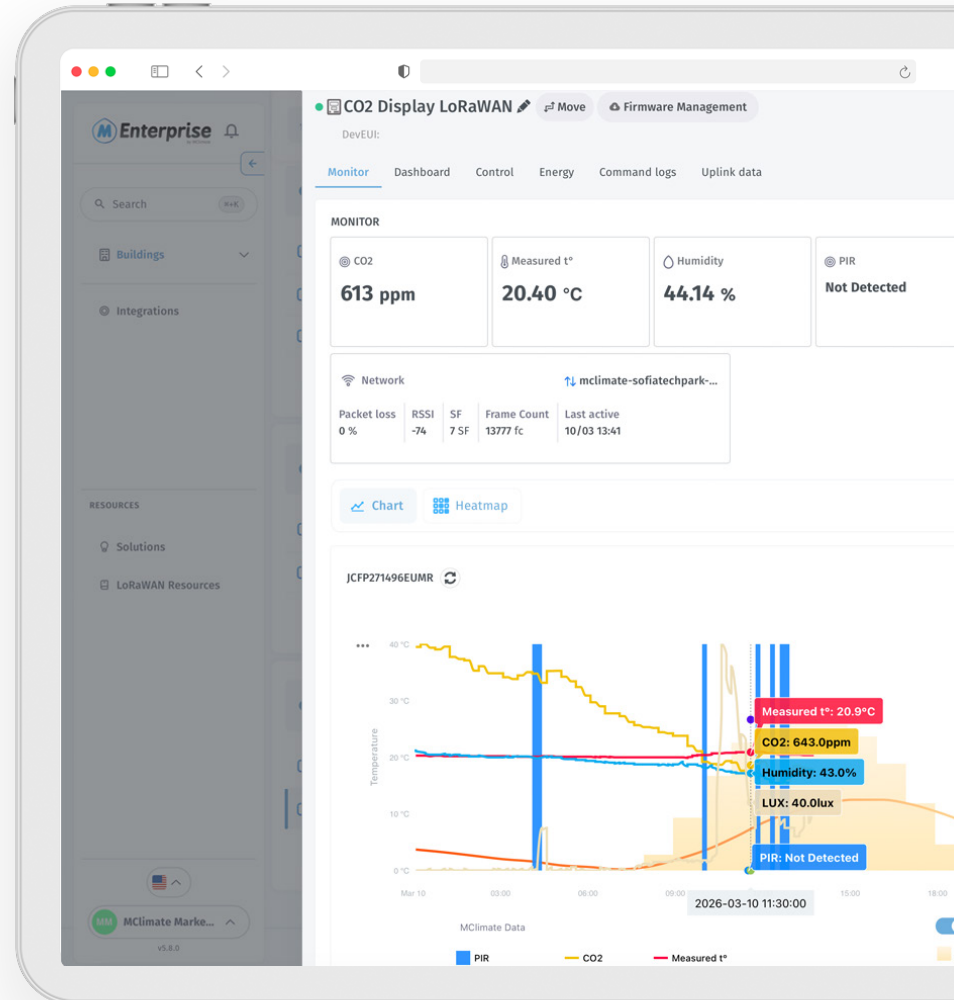 CO2 Display LoRaWAN
Move
Firmware Management
DevEUI:
Monitor
Dashboard
Control
Energy
Command logs
Uplink data
M Enterprise
Search
⌘+K
Buildings
Integrations
RESOURCES
Solutions
LoRaWAN Resources
MM
MClimate Marke...
v5.8.0
MONITOR
CO2
613 ppm
Measured t°
20.40 °C
Humidity
44.14 %
PIR
Not Detected
Network
mclimate-sofiatechpark-...
Packet loss
0 %
RSSI
-74
SF
7 SF
Frame Count
13777 fc
Last active
10/03 13:41
Chart
Heatmap
JCFP271496EUMR
40 °C
30 °C
20 °C
10 °C
0 °C
Temperature
Measured t°: 20.9°C
CO2: 643.0ppm
Humidity: 43.0%
LUX: 40.0lux
PIR: Not Detected
Mar 10
03:00
06:00
09:00
15:00
18:00
2026-03-10 11:30:00
MClimate Data
PIR
CO2
Measured t°